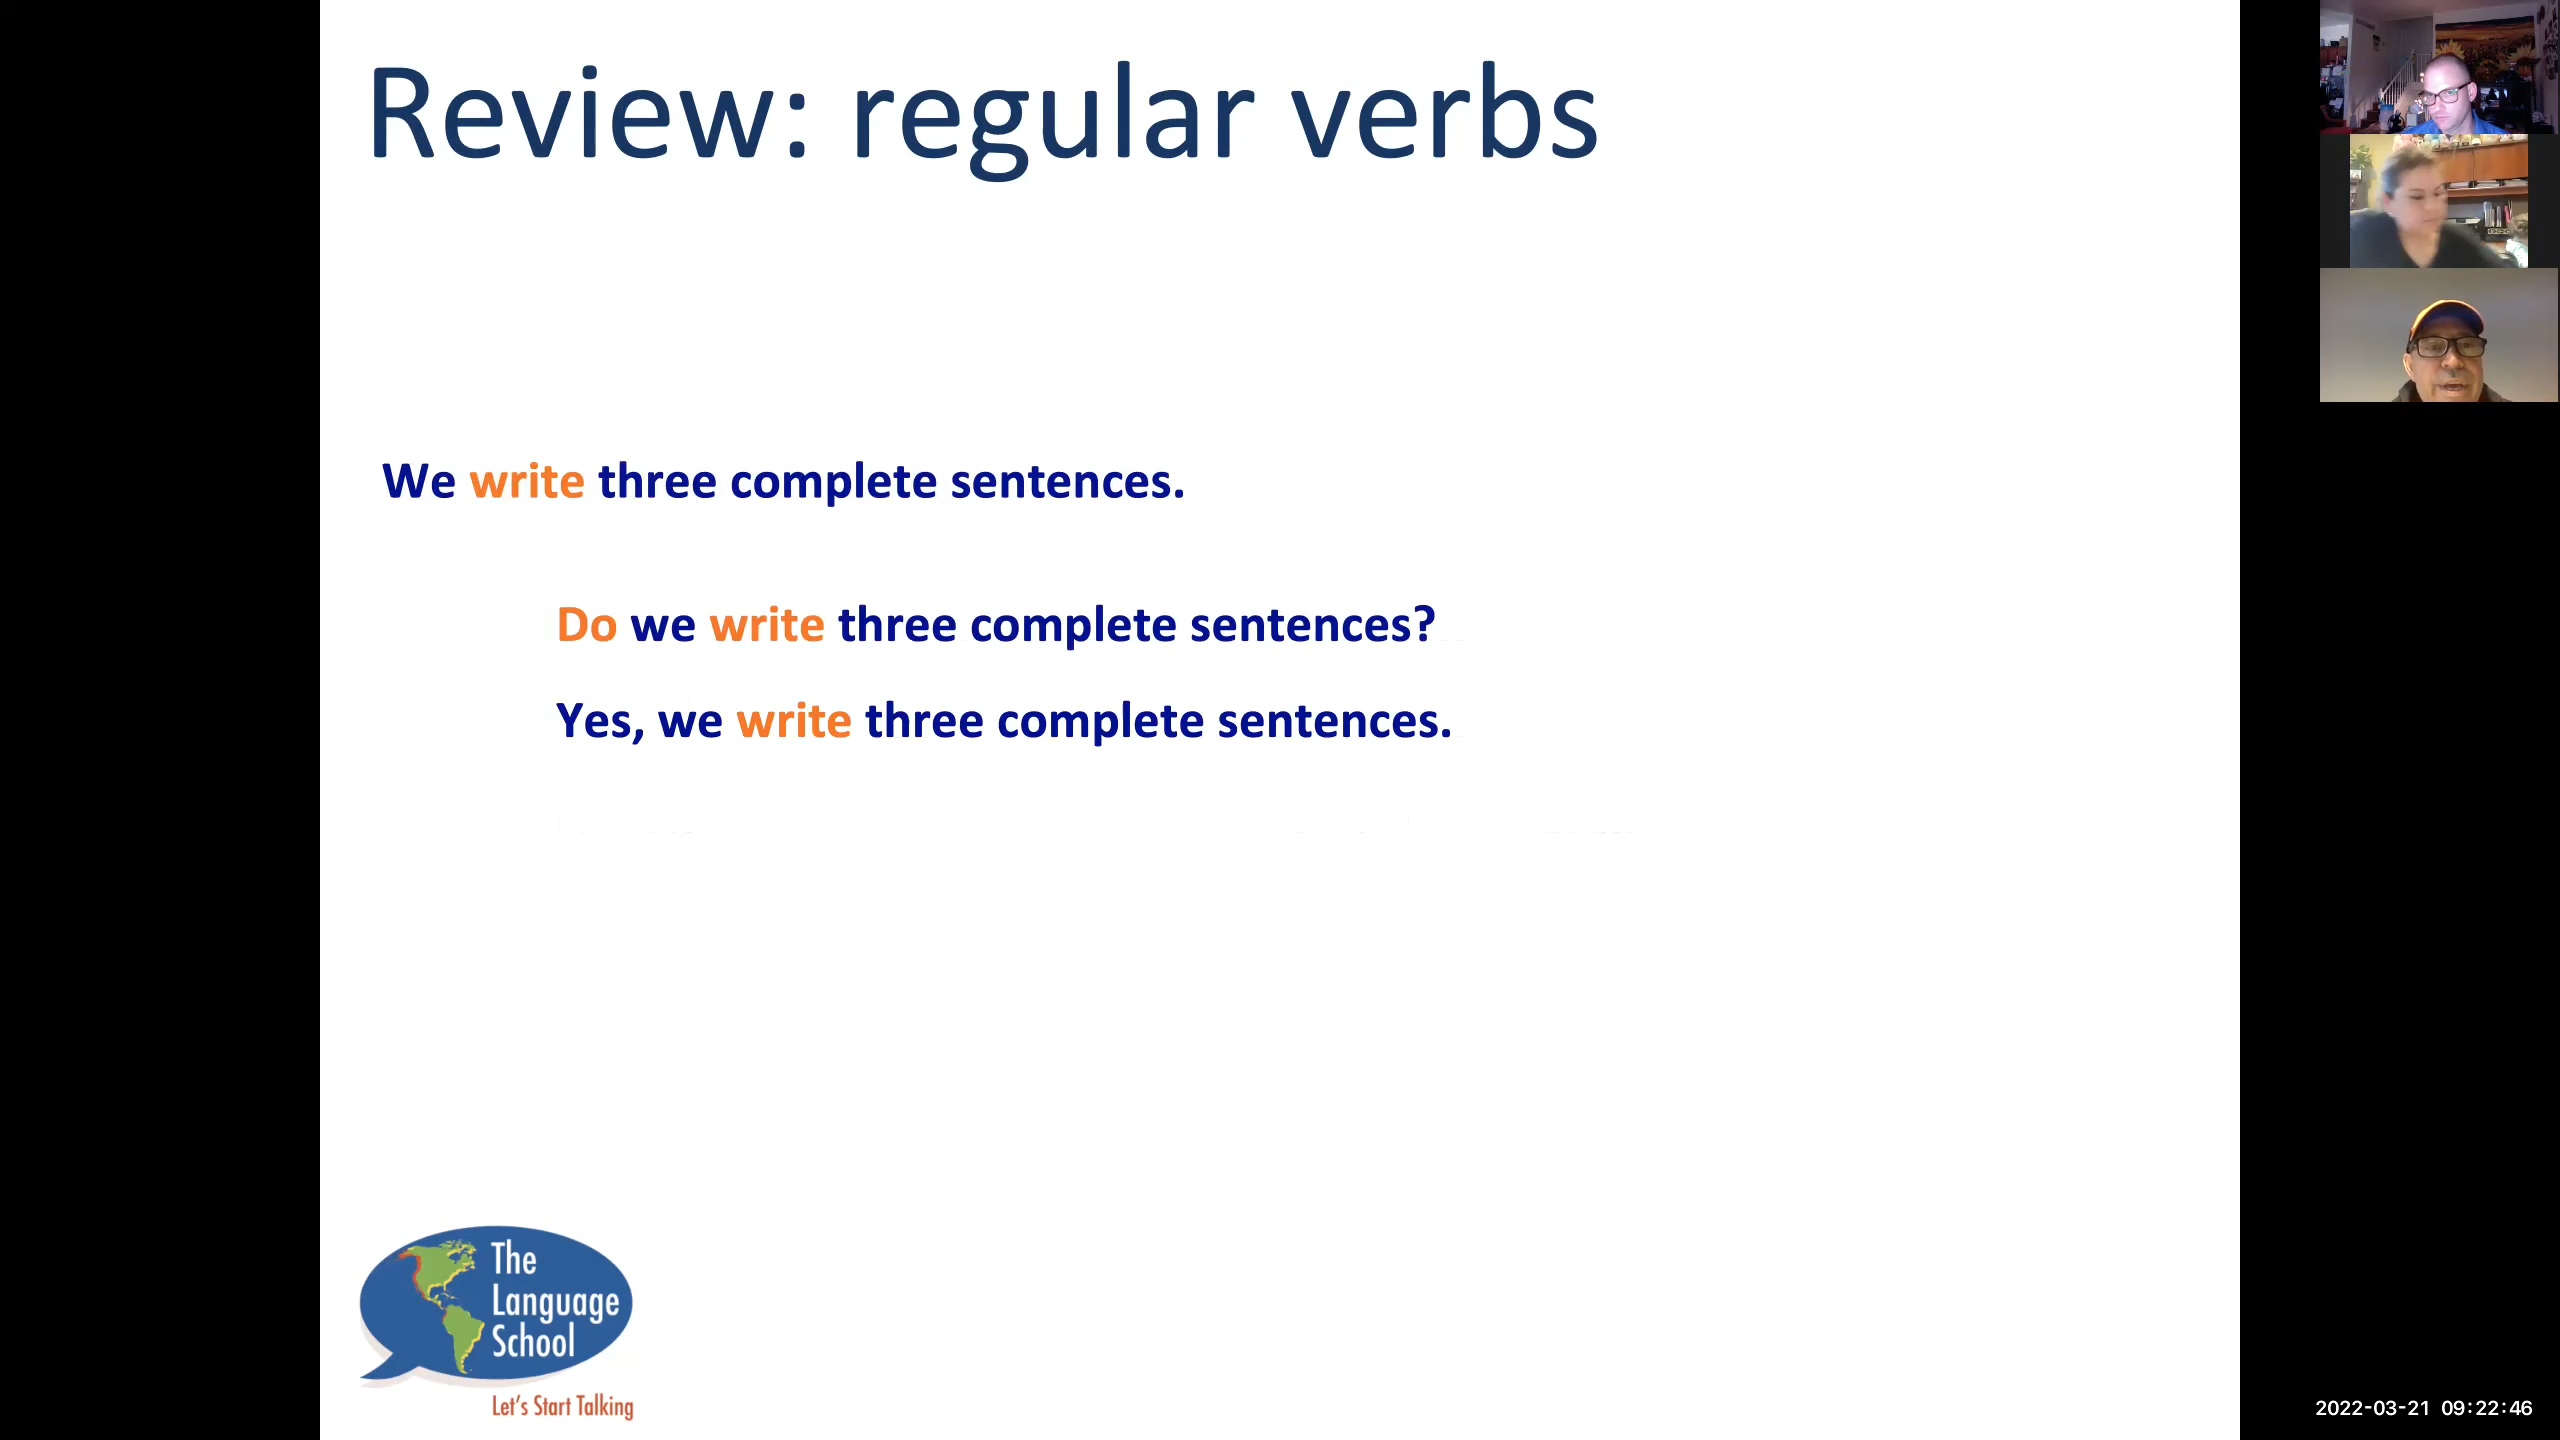 Review: regular verbs
We write three complete sentences.
Do we write three complete sentences?
Yes, we write three complete sentences.
The
Language
School
Let's Start Talking
2022-03-21 09:22:46